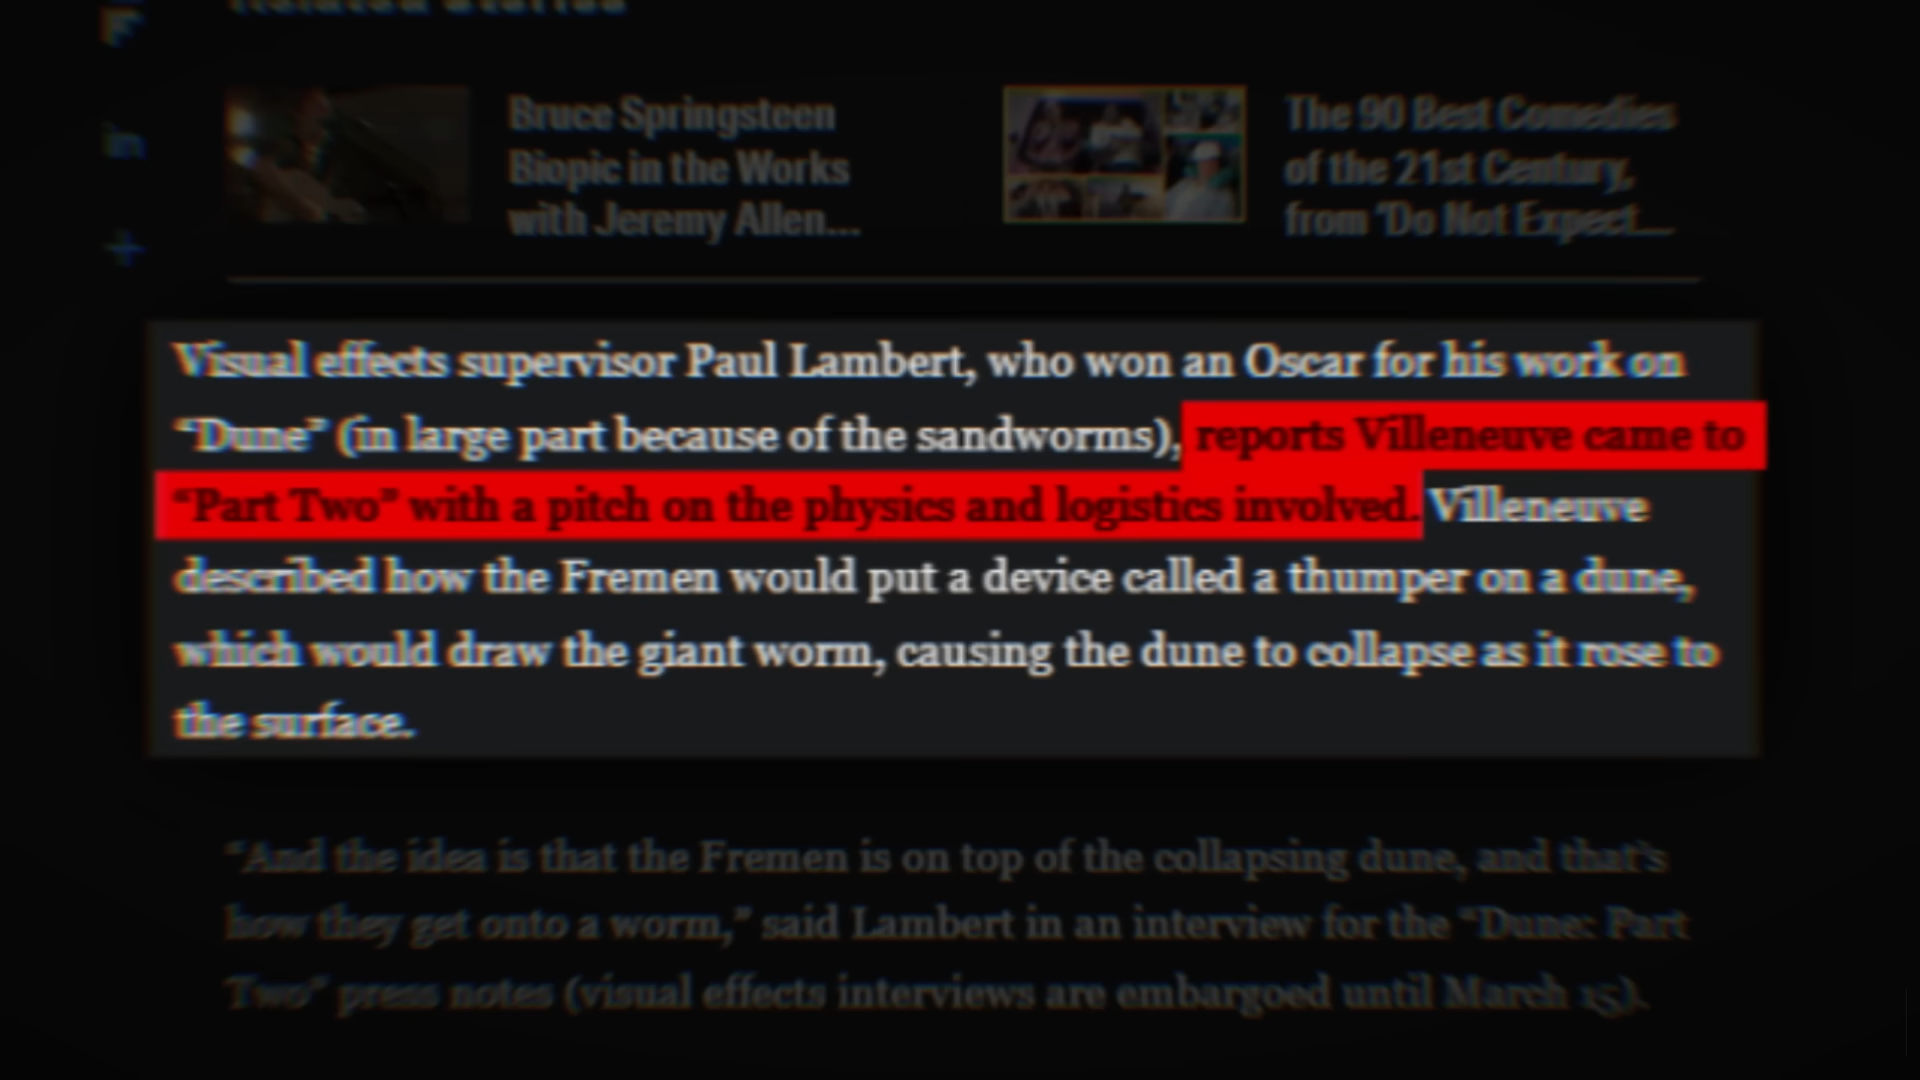 Related Stories
Bruce Springsteen
Biopic in the Works
with Jeremy Allen...
The 90 Best Comedies
of the 21st Century,
from 'Do Not Expect...
Visual effects supervisor Paul Lambert, who won an Oscar for his work on
“Dune” (in large part because of the sandworms), reports Villeneuve came to
“Part Two” with a pitch on the physics and logistics involved. Villeneuve
described how the Fremen would put a device called a thumper on a dune,
which would draw the giant worm, causing the dune to collapse as it rose to
the surface.
“And the idea is that the Fremen is on top of the collapsing dune, and that’s
how they get onto a worm,” said Lambert in an interview for the “Dune: Part
Two” press notes (visual effects interviews are embargoed until March 15).